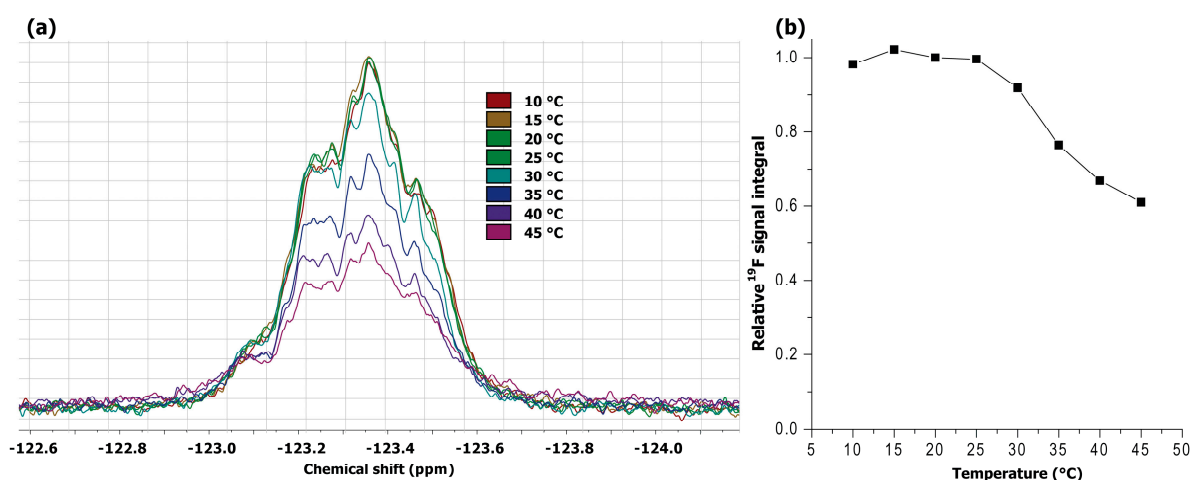 (a)
10 °C
15 °C
20 °C
25 °C
30 °C
35 °C
40 °C
45 °C
-122.6 -122.8 -123.0 -123.2 -123.4 -123.6 -123.8 -124.0
Chemical shift (ppm)
(b)
Relative ¹⁹F signal integral
1.0
0.8
0.6
0.4
0.2
0.0
5 10 15 20 25 30 35 40 45 50
Temperature (°C)